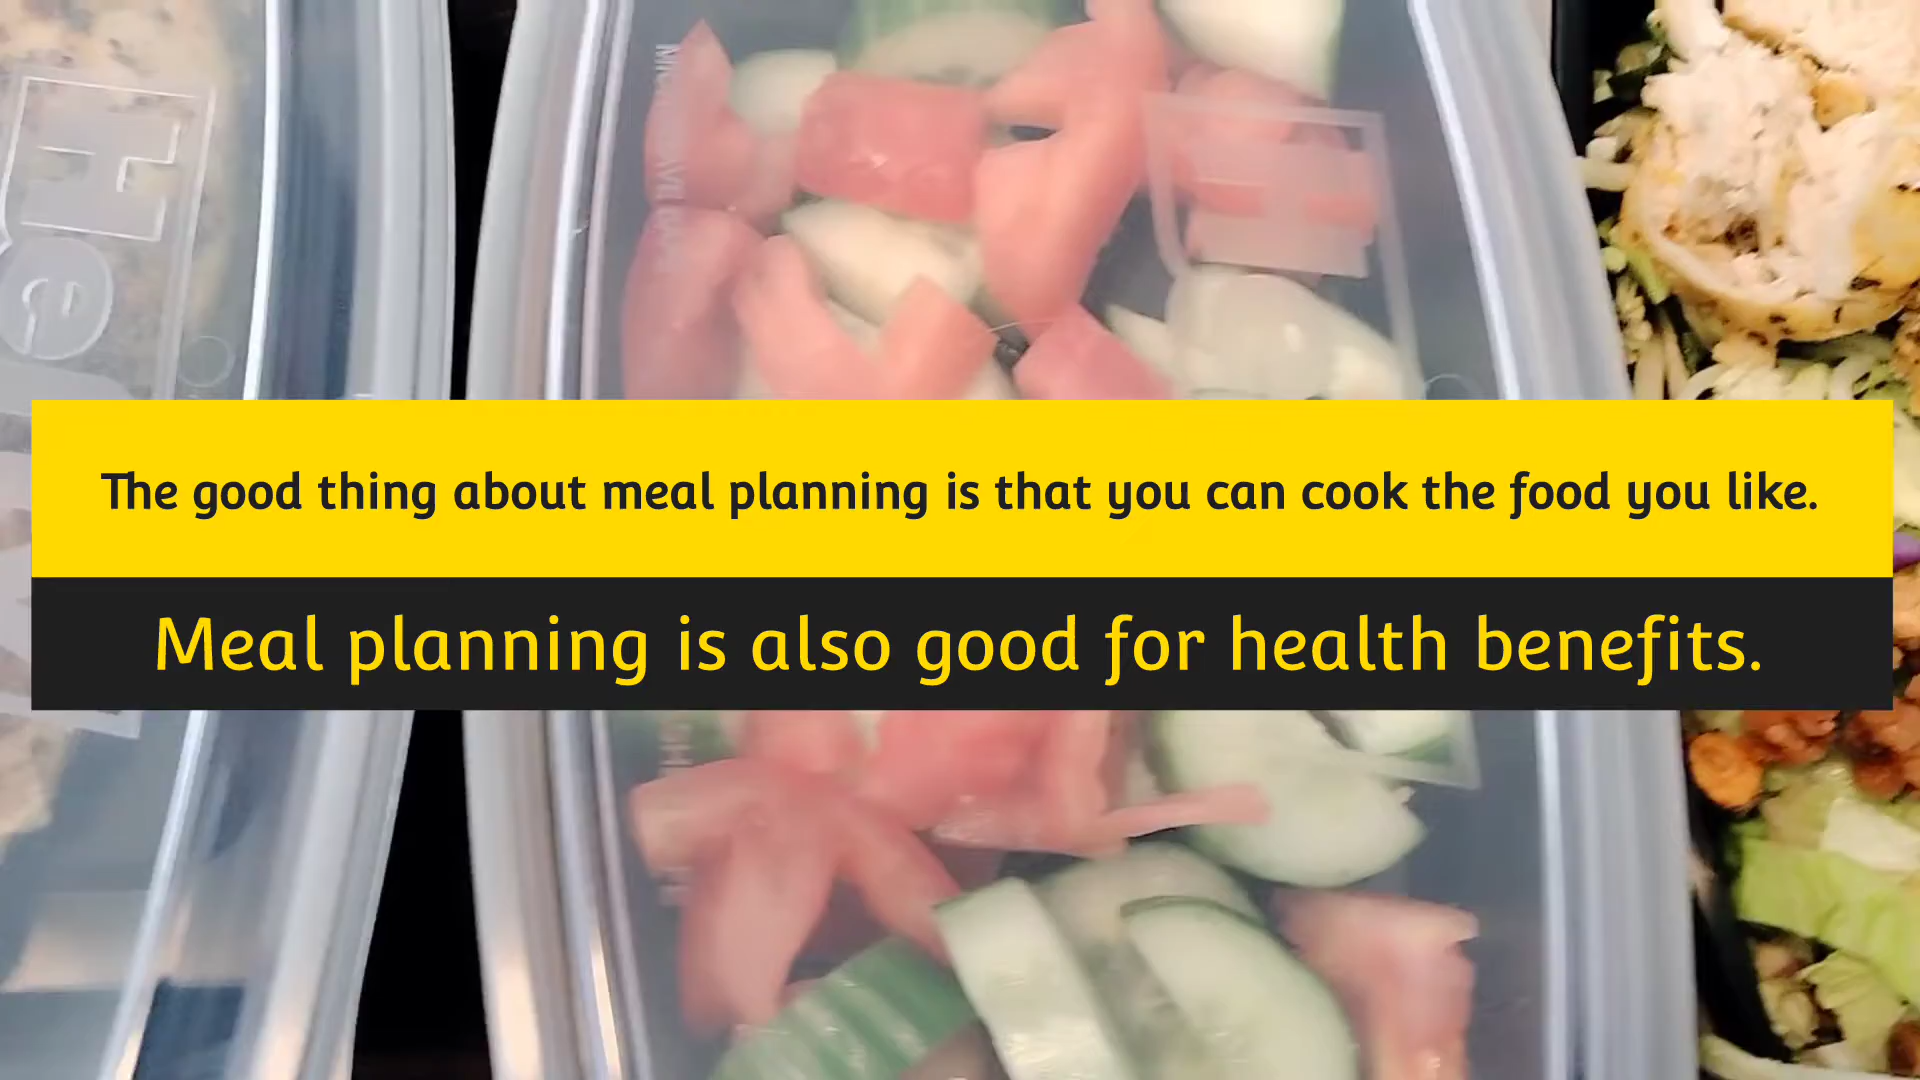 The good thing about meal planning is that you can cook the food you like.
Meal planning is also good for health benefits.